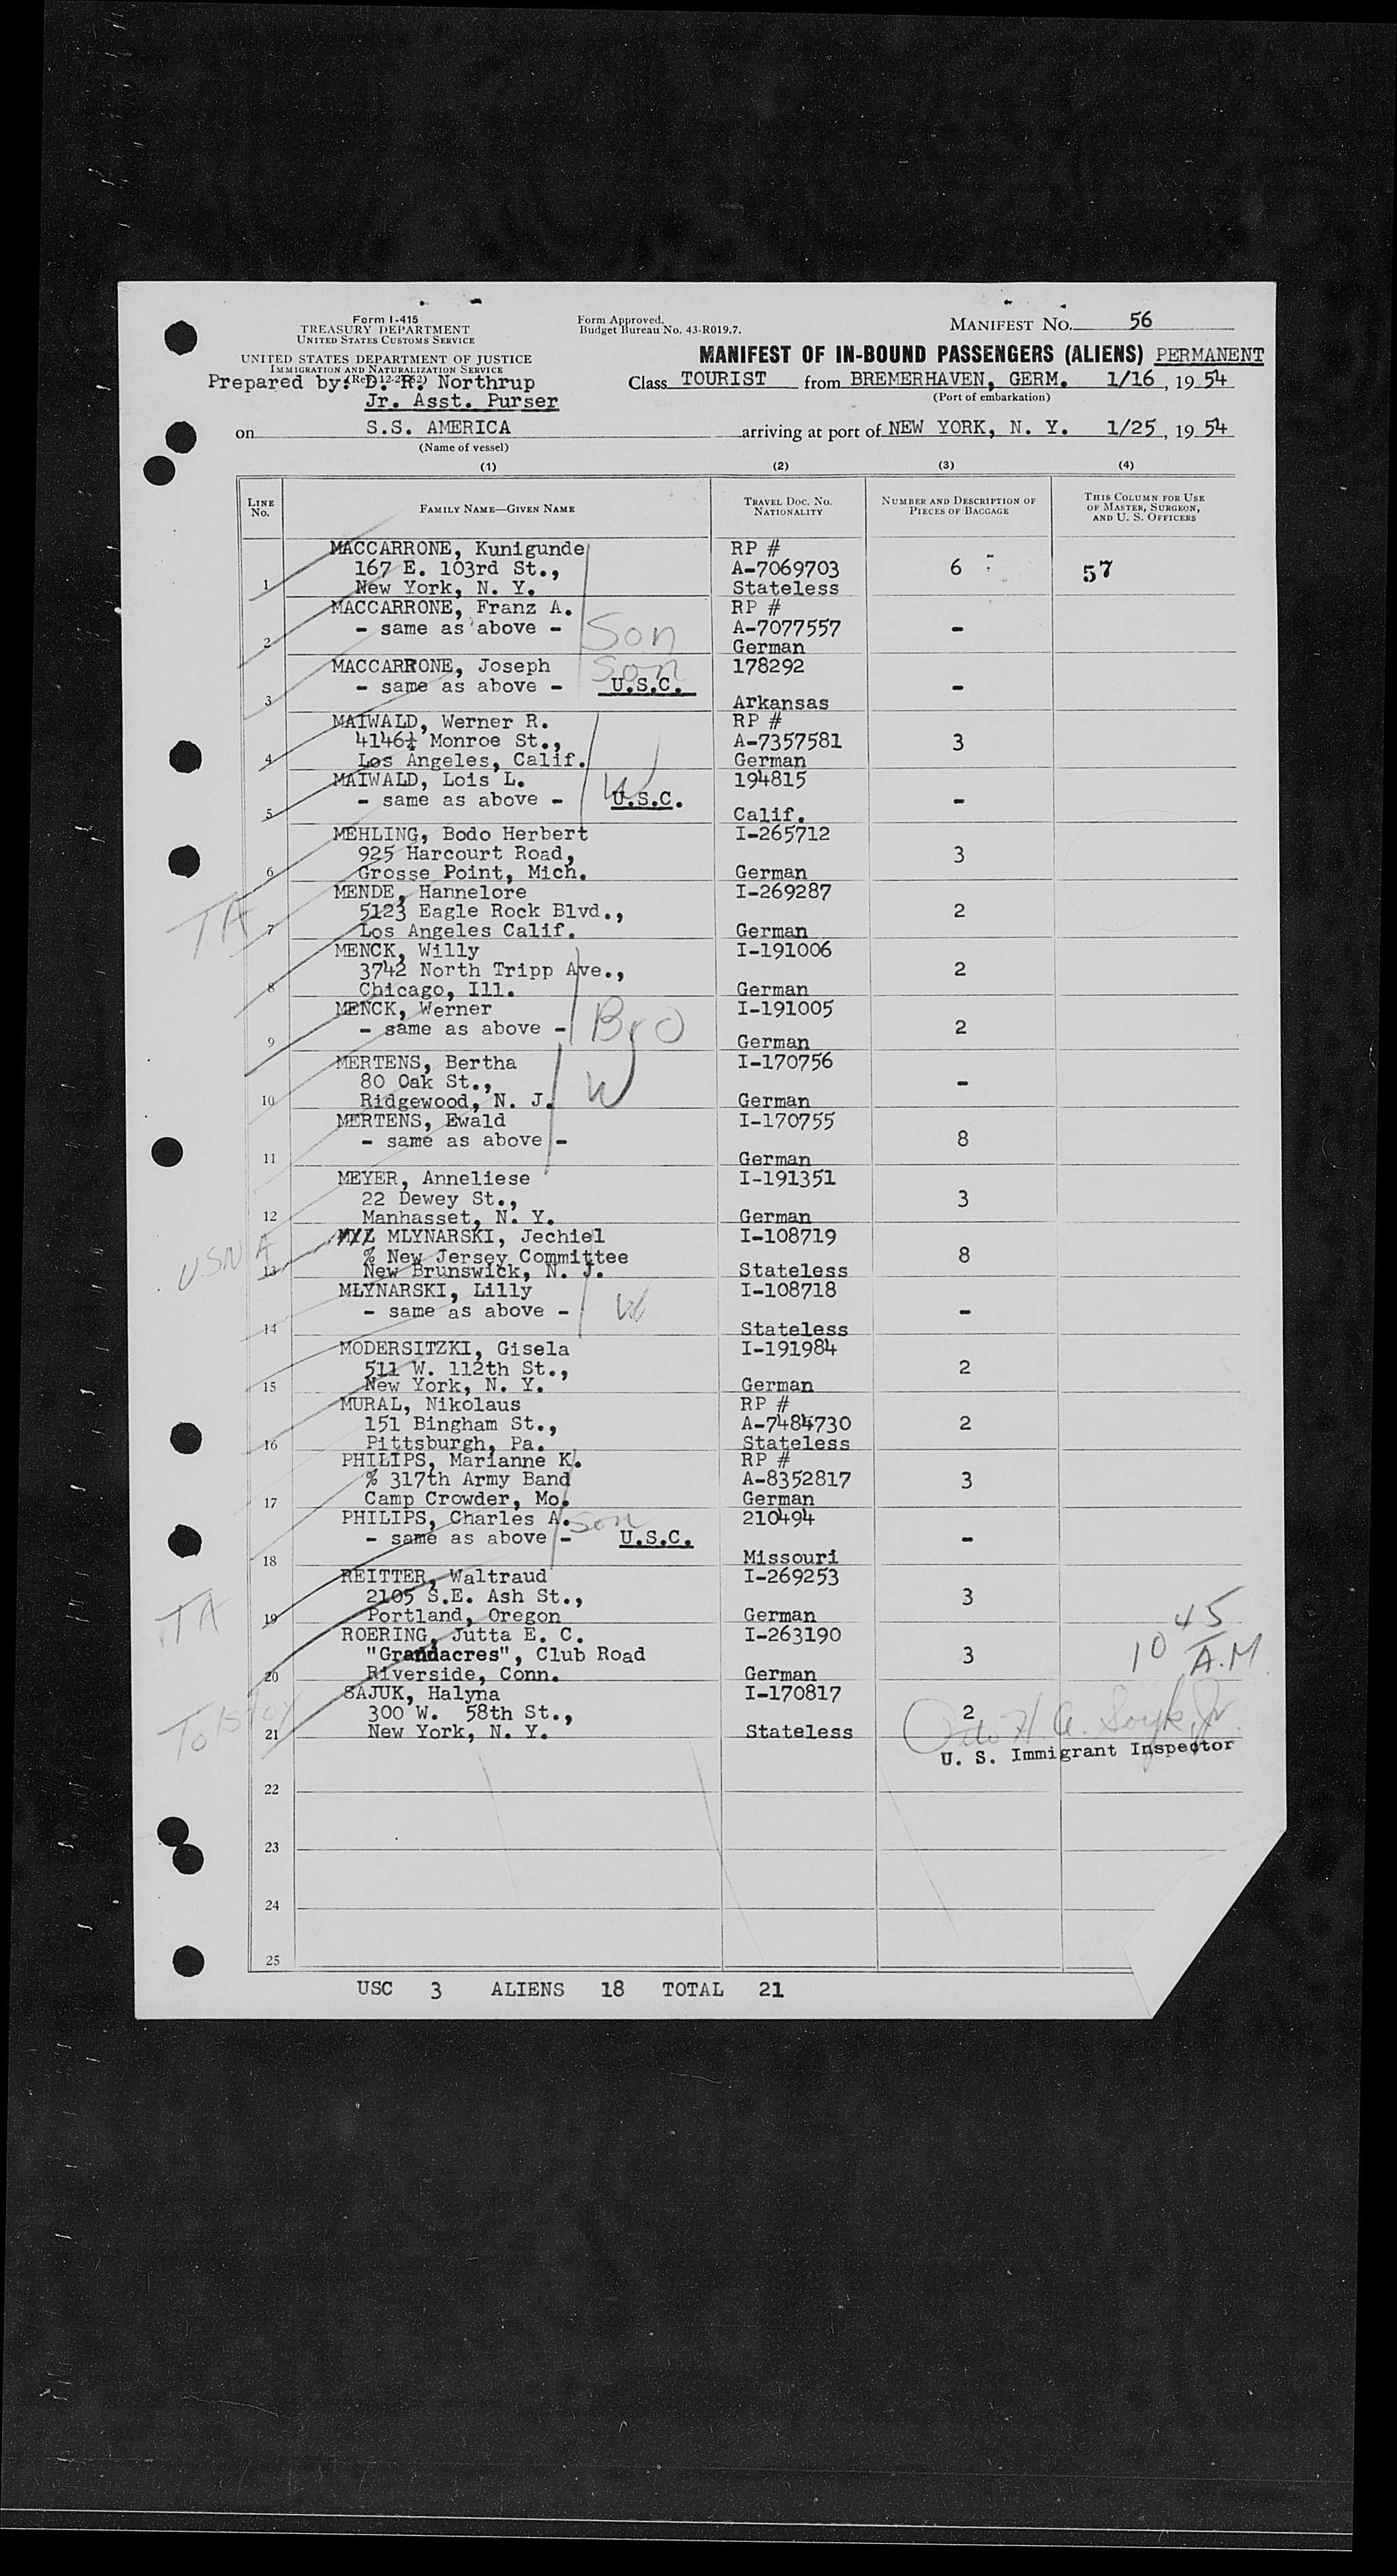 Form I-415
TREASURY DEPARTMENT
UNITED STATES CUSTOMS SERVICE
UNITED STATES DEPARTMENT OF JUSTICE
IMMIGRATION AND NATURALIZATION SERVICE
Form Approved.
Budget Bureau No. 43-R019.7.
MANIFEST NO. 56
MANIFEST OF IN-BOUND PASSENGERS (ALIENS) PERMANENT
Prepared by: D. R. Northrup
Jr. Asst. Purser
Class TOURIST from BREMERHAVEN, GERM. 1/16, 1954
(Port of embarkation)
on S.S. AMERICA arriving at port of NEW YORK, N. Y. 1/25, 1954
(Name of vessel)
(1) (2) (3) (4)
LINE No. FAMILY NAME—GIVEN NAME TRAVEL DOC. NO. NATIONALITY NUMBER AND DESCRIPTION OF PIECES OF BAGGAGE THIS COLUMN FOR USE OF MASTER, SURGEON, AND U. S. OFFICERS
MACCARRONE, Kunigunde RP #
167 E. 103rd St., A-7069703 6 57
1 New York, N. Y. Stateless
MACCARRONE, Franz A. RP #
- same as above - Son A-7077557 -
2 German
MACCARRONE, Joseph Son 178292
- same as above - U.S.C. -
3 Arkansas
MAIWALD, Werner R. RP #
4146½ Monroe St., A-7357581 3
4 Los Angeles, Calif. German
MAIWALD, Lois L. 194815
- same as above - W U.S.C. -
5 Calif.
MEHLING, Bodo Herbert I-265712
925 Harcourt Road, 3
6 Grosse Point, Mich. German
MENDE, Hannelore I-269287
TA 5123 Eagle Rock Blvd., 2
7 Los Angeles Calif. German
MENCK, Willy I-191006
3742 North Tripp Ave., 2
8 Chicago, Ill. German
MENCK, Werner I-191005
- same as above - Bro 2
9 German
MERTENS, Bertha I-170756
80 Oak St., W -
10 Ridgewood, N. J. German
MERTENS, Ewald I-170755
- same as above - 8
11 German
MEYER, Anneliese I-191351
22 Dewey St., 3
12 Manhasset, N. Y. German
MLYNARSKI, Jechiel I-108719
USNA % New Jersey Committee 8
13 New Brunswick, N. J. Stateless
MLYNARSKI, Lilly I-108718
- same as above - W -
14 Stateless
MODERSITZKI, Gisela I-191984
511 W. 112th St., 2
15 New York, N. Y. German
MURAL, Nikolaus RP #
151 Bingham St., A-7484730 2
16 Pittsburgh, Pa. Stateless
PHILIPS, Marianne K. RP #
% 317th Army Band A-8352817 3
17 Camp Crowder, Mo. German
PHILIPS, Charles A. Son 210494
- same as above - U.S.C. -
18 Missouri
REITTER, Waltraud I-269253
TA 2105 S.E. Ash St., 3
19 Portland, Oregon German
ROERING, Jutta E. C. I-263190
"Grandacres", Club Road 3
20 Riverside, Conn. German
10 45 A.M
SAJUK, Halyna I-170817
Tolstoy 300 W. 58th St., 2
21 New York, N. Y. Stateless
U. S. Immigrant Inspector
22
23
24
25
USC 3 ALIENS 18 TOTAL 21